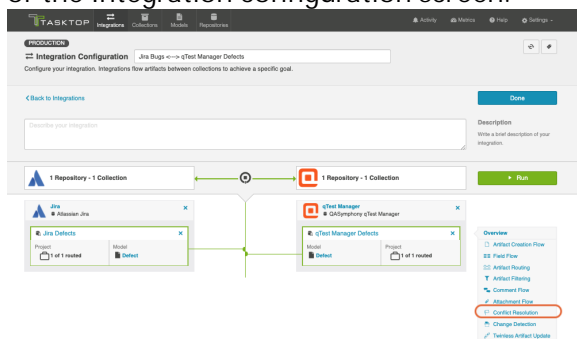 of the Integration Configuration screen.
TASKTOP Integrations Collections Models Repositories Activity Metrics Help Settings
PRODUCTION
Integration Configuration Jira Bugs <--> qTest Manager Defects
Configure your integration. Integrations flow artifacts between collections to achieve a specific goal.
Back to Integrations
Done
Describe your integration
Description
Write a brief description of your
integration.
1 Repository - 1 Collection
1 Repository - 1 Collection
Run
Jira
Atlassian Jira
qTest Manager
QASymphony qTest Manager
Jira Defects
qTest Manager Defects
Project Model
1 of 1 routed Defect
Model Project
Defect 1 of 1 routed
Overview
Artifact Creation Flow
Field Flow
Artifact Routing
Artifact Filtering
Comment Flow
Attachment Flow
Conflict Resolution
Change Detection
Twinless Artifact Update